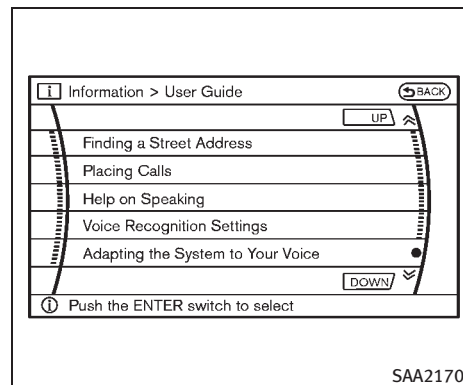 i Information > User Guide BACK
UP
Finding a Street Address
Placing Calls
Help on Speaking
Voice Recognition Settings
Adapting the System to Your Voice
DOWN
i Push the ENTER switch to select
SAA2170